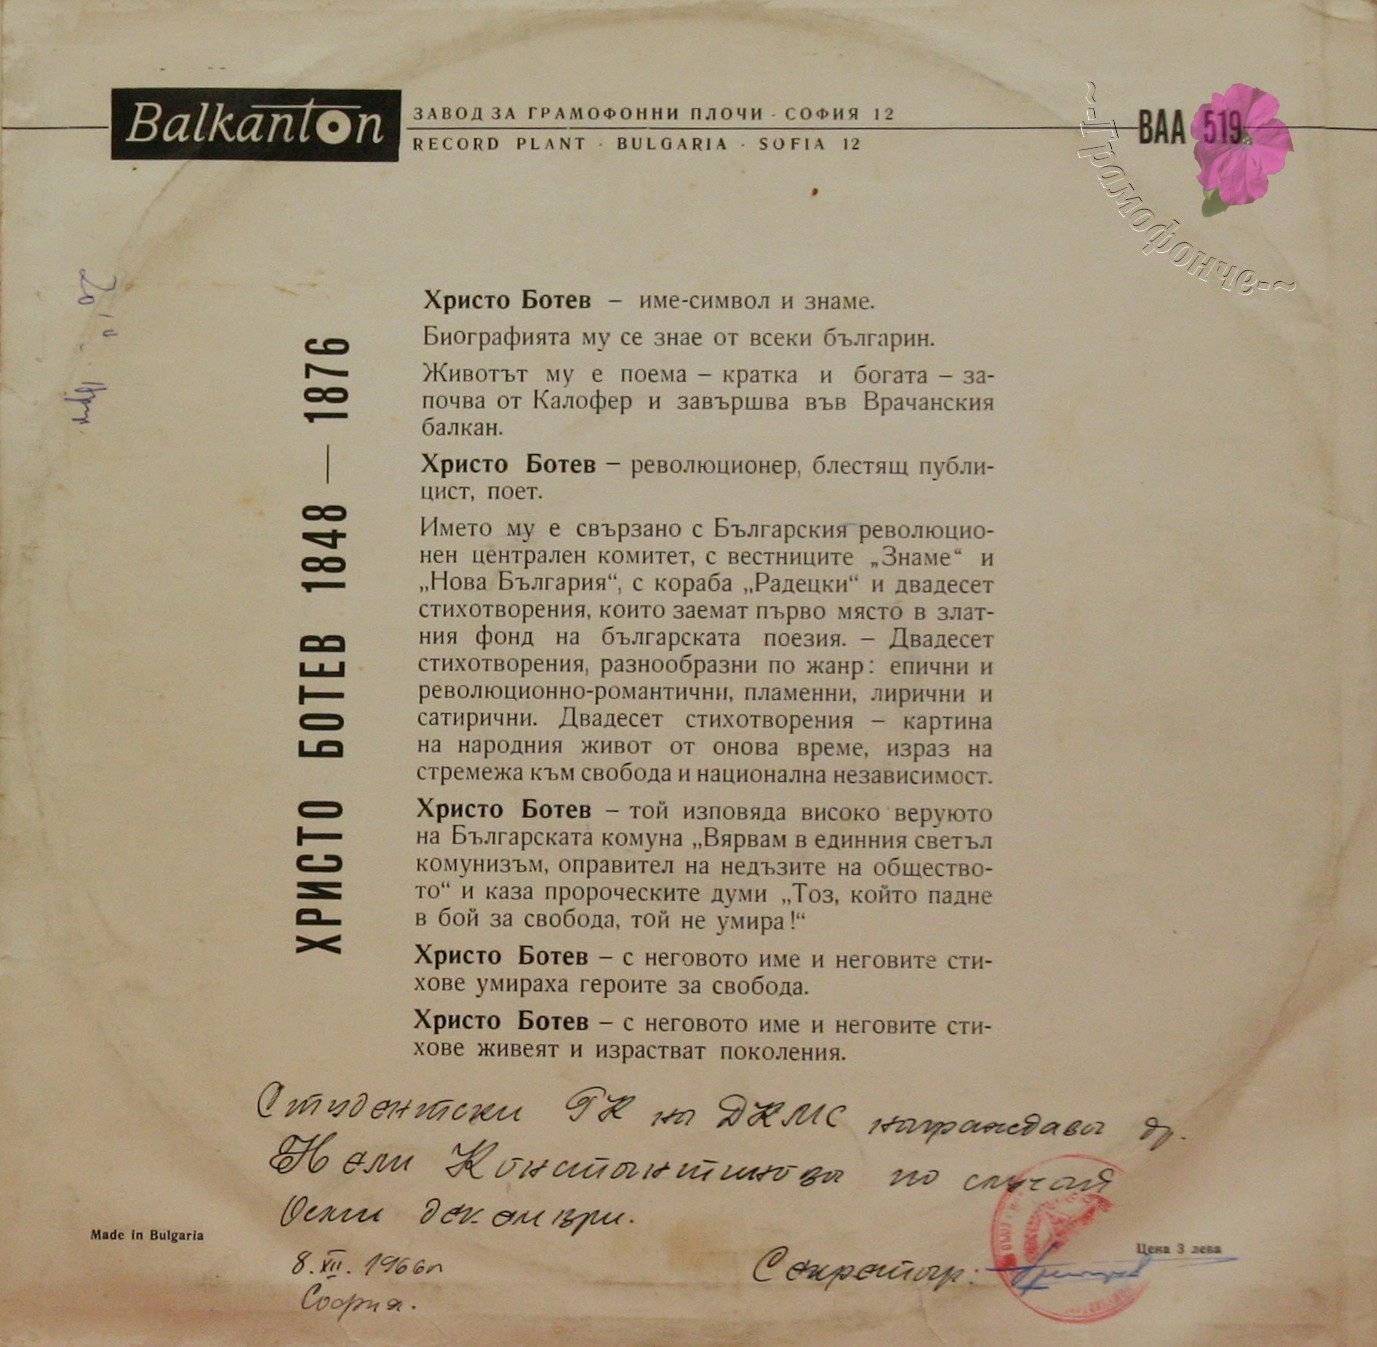 Balkanton
ЗАВОД ЗА ГРАМОФОННИ ПЛОЧИ · СОФИЯ 12
RECORD PLANT · BULGARIA · SOFIA 12
ВАА 519
~-Грамофонче-~
ХРИСТО БОТЕВ 1848 — 1876
Христо Ботев – име-символ и знаме.
Биографията му се знае от всеки българин.
Животът му е поема – кратка и богата – за-
почва от Калофер и завършва във Врачанския
балкан.
Христо Ботев – революционер, блестящ публи-
цист, поет.
Името му е свързано с Българския революцио-
нен централен комитет, с вестниците „Знаме“ и
„Нова България“, с кораба „Радецки“ и двадесет
стихотворения, които заемат първо място в злат-
ния фонд на българската поезия. – Двадесет
стихотворения, разнообразни по жанр: епични и
революционно-романтични, пламенни, лирични и
сатирични. Двадесет стихотворения – картина
на народния живот от онова време, израз на
стремежа към свобода и национална независимост.
Христо Ботев – той изповяда високо веруюто
на Българската комуна „Вярвам в единния светъл
комунизъм, оправител на недъзите на общество-
то“ и каза пророческите думи „Тоз, който падне
в бой за свобода, той не умира!“
Христо Ботев – с неговото име и неговите сти-
хове умираха героите за свобода.
Христо Ботев – с неговото име и неговите сти-
хове живеят и израстват поколения.
Студентски ГК на ДКМС награждава др.
Нели Константинова по случай
Осми декември.
8.XII.1966г
София.
Секретар:
Made in Bulgaria
Цена 3 лева